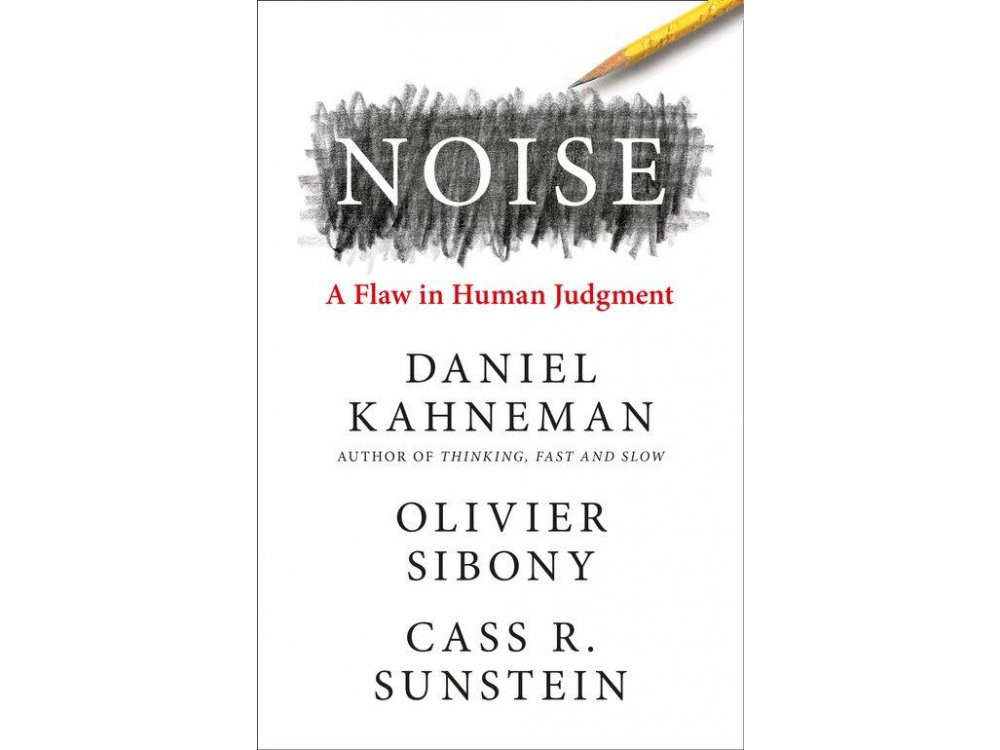 NOISE
A Flaw in Human Judgment
DANIEL
KAHNEMAN
AUTHOR OF THINKING, FAST AND SLOW
OLIVIER
SIBONY
CASS R.
SUNSTEIN